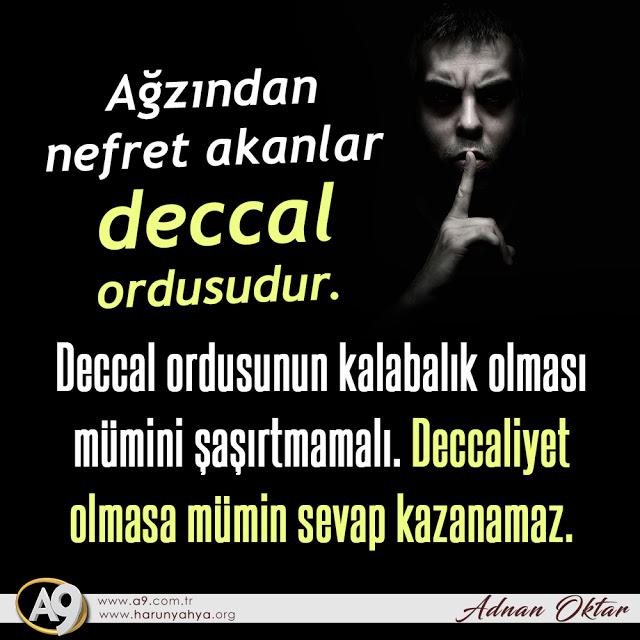 Ağzından
nefret akanlar
deccal
ordusudur.
Deccal ordusunun kalabalık olması
mümini şaşırtmamalı. Deccaliyet
olmasa mümin sevap kazanamaz.
A9
www.a9.com.tr
www.harunyahya.org
Adnan Oktar